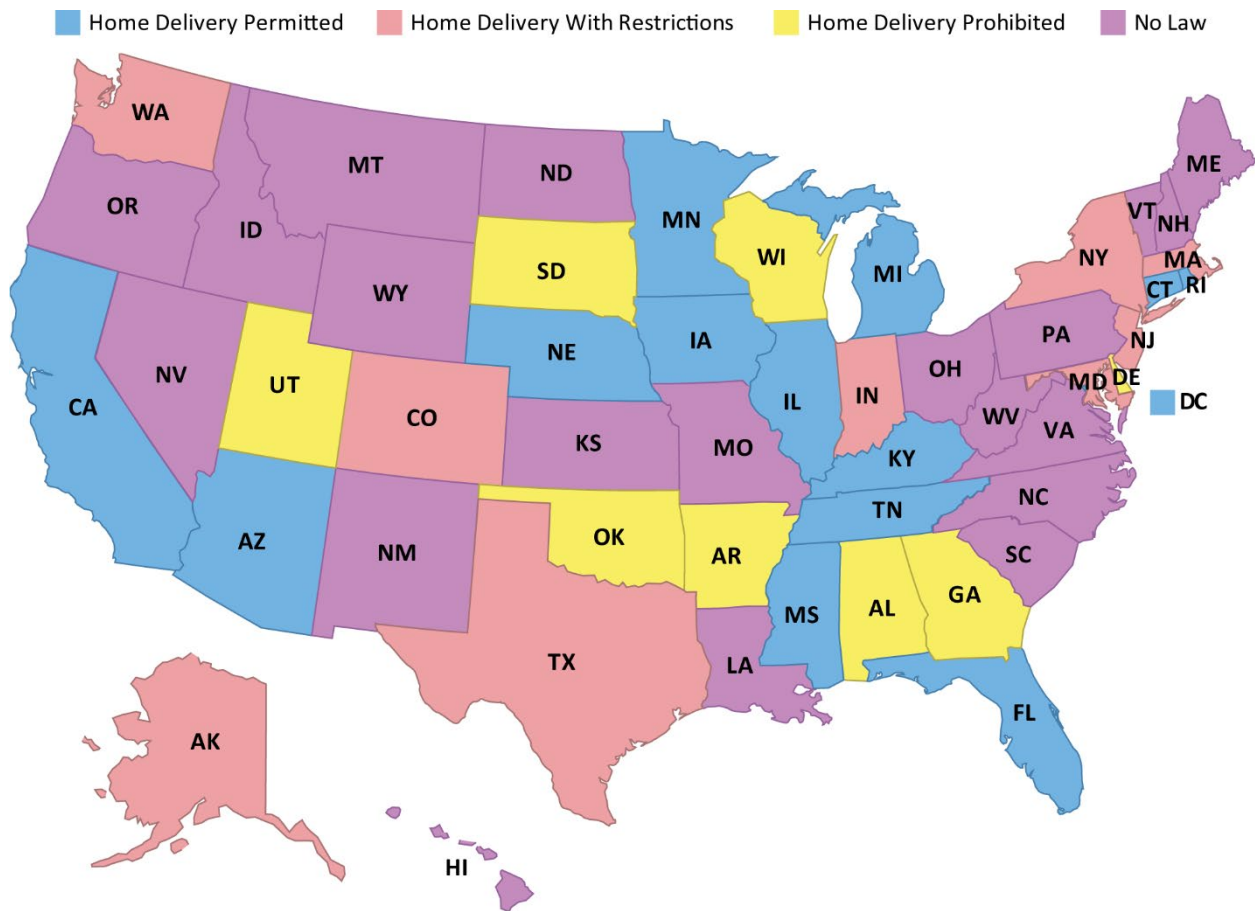 Home Delivery Permitted Home Delivery With Restrictions Home Delivery Prohibited No Law
WA
MT
ND
ME
OR
ID
MN
VT
NH
WI
NY
MA
SD
MI
CT
RI
WY
IA
PA
NE
NJ
NV
OH
UT
IN
MD
DE
CA
IL
DC
CO
WV
VA
KS
MO
KY
NC
TN
AZ
OK
NM
AR
SC
GA
MS
AL
TX
LA
FL
AK
HI